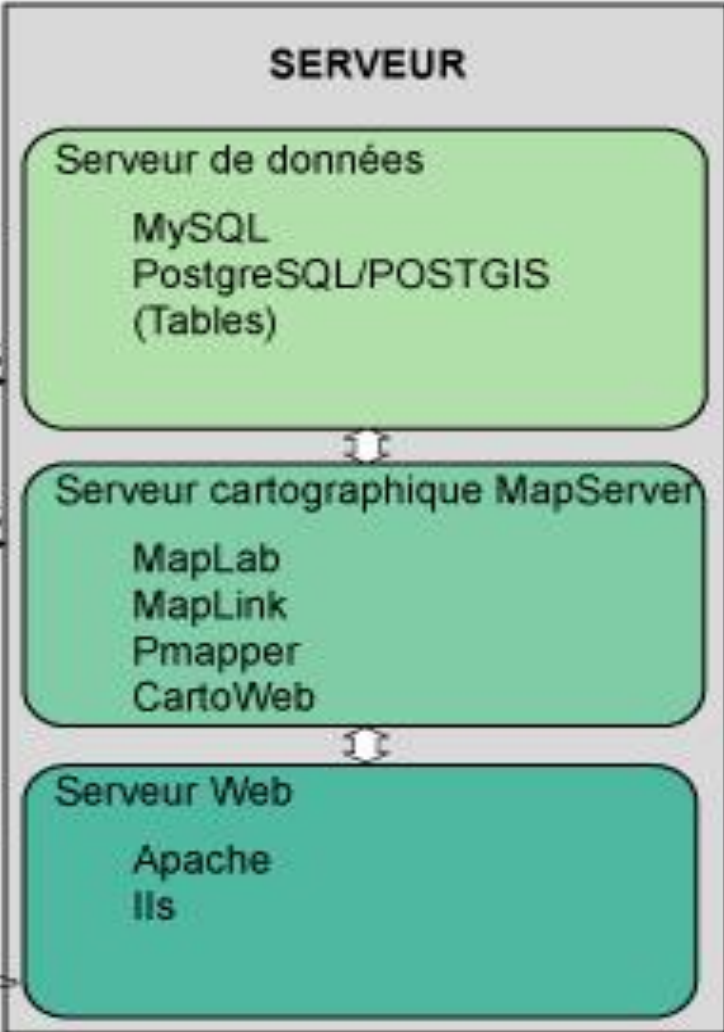 SERVEUR
Serveur de données
MySQL
PostgreSQL/POSTGIS
(Tables)
Serveur cartographique MapServer
MapLab
MapLink
Pmapper
CartoWeb
Serveur Web
Apache
IIs